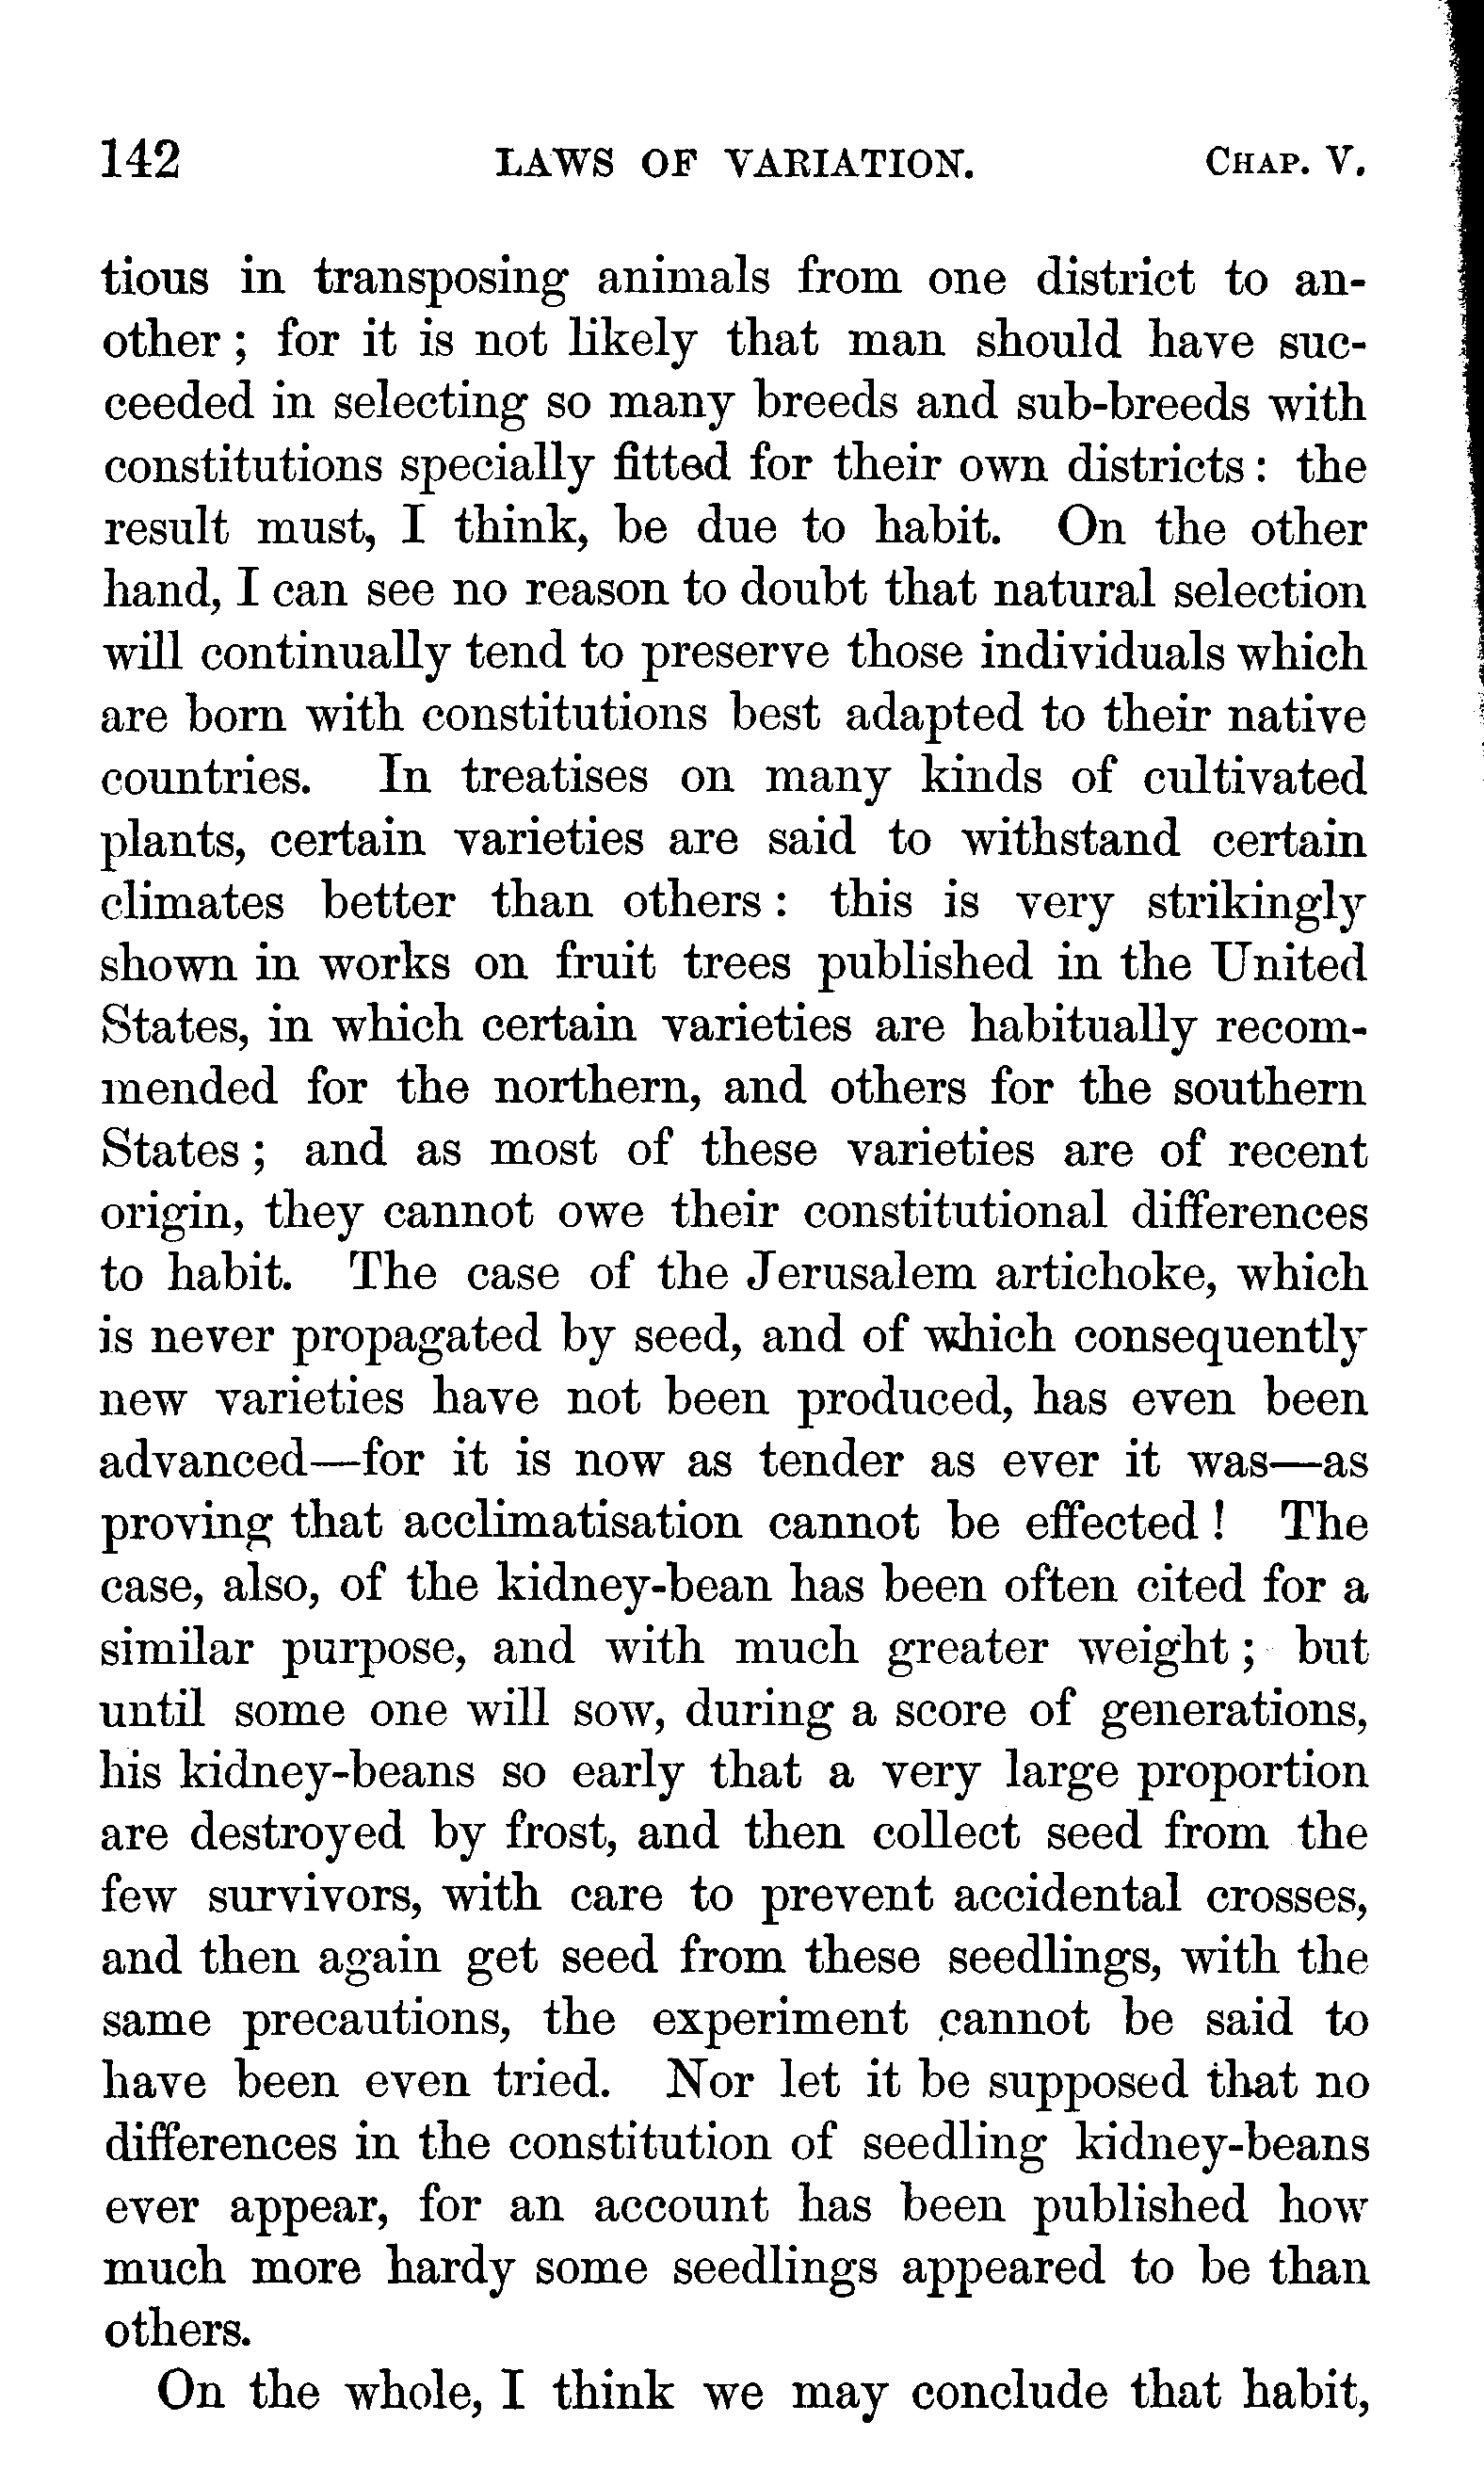 142 LAWS OF VARIATION. CHAP. V.
tious in transposing animals from one district to an-
other ; for it is not likely that man should have suc-
ceeded in selecting so many breeds and sub-breeds with
constitutions specially fitted for their own districts : the
result must, I think, be due to habit. On the other
hand, I can see no reason to doubt that natural selection
will continually tend to preserve those individuals which
are born with constitutions best adapted to their native
countries. In treatises on many kinds of cultivated
plants, certain varieties are said to withstand certain
climates better than others : this is very strikingly
shown in works on fruit trees published in the United
States, in which certain varieties are habitually recom-
mended for the northern, and others for the southern
States ; and as most of these varieties are of recent
origin, they cannot owe their constitutional differences
to habit. The case of the Jerusalem artichoke, which
is never propagated by seed, and of which consequently
new varieties have not been produced, has even been
advanced—for it is now as tender as ever it was—as
proving that acclimatisation cannot be effected ! The
case, also, of the kidney-bean has been often cited for a
similar purpose, and with much greater weight ; but
until some one will sow, during a score of generations,
his kidney-beans so early that a very large proportion
are destroyed by frost, and then collect seed from the
few survivors, with care to prevent accidental crosses,
and then again get seed from these seedlings, with the
same precautions, the experiment cannot be said to
have been even tried. Nor let it be supposed that no
differences in the constitution of seedling kidney-beans
ever appear, for an account has been published how
much more hardy some seedlings appeared to be than
others.
On the whole, I think we may conclude that habit,